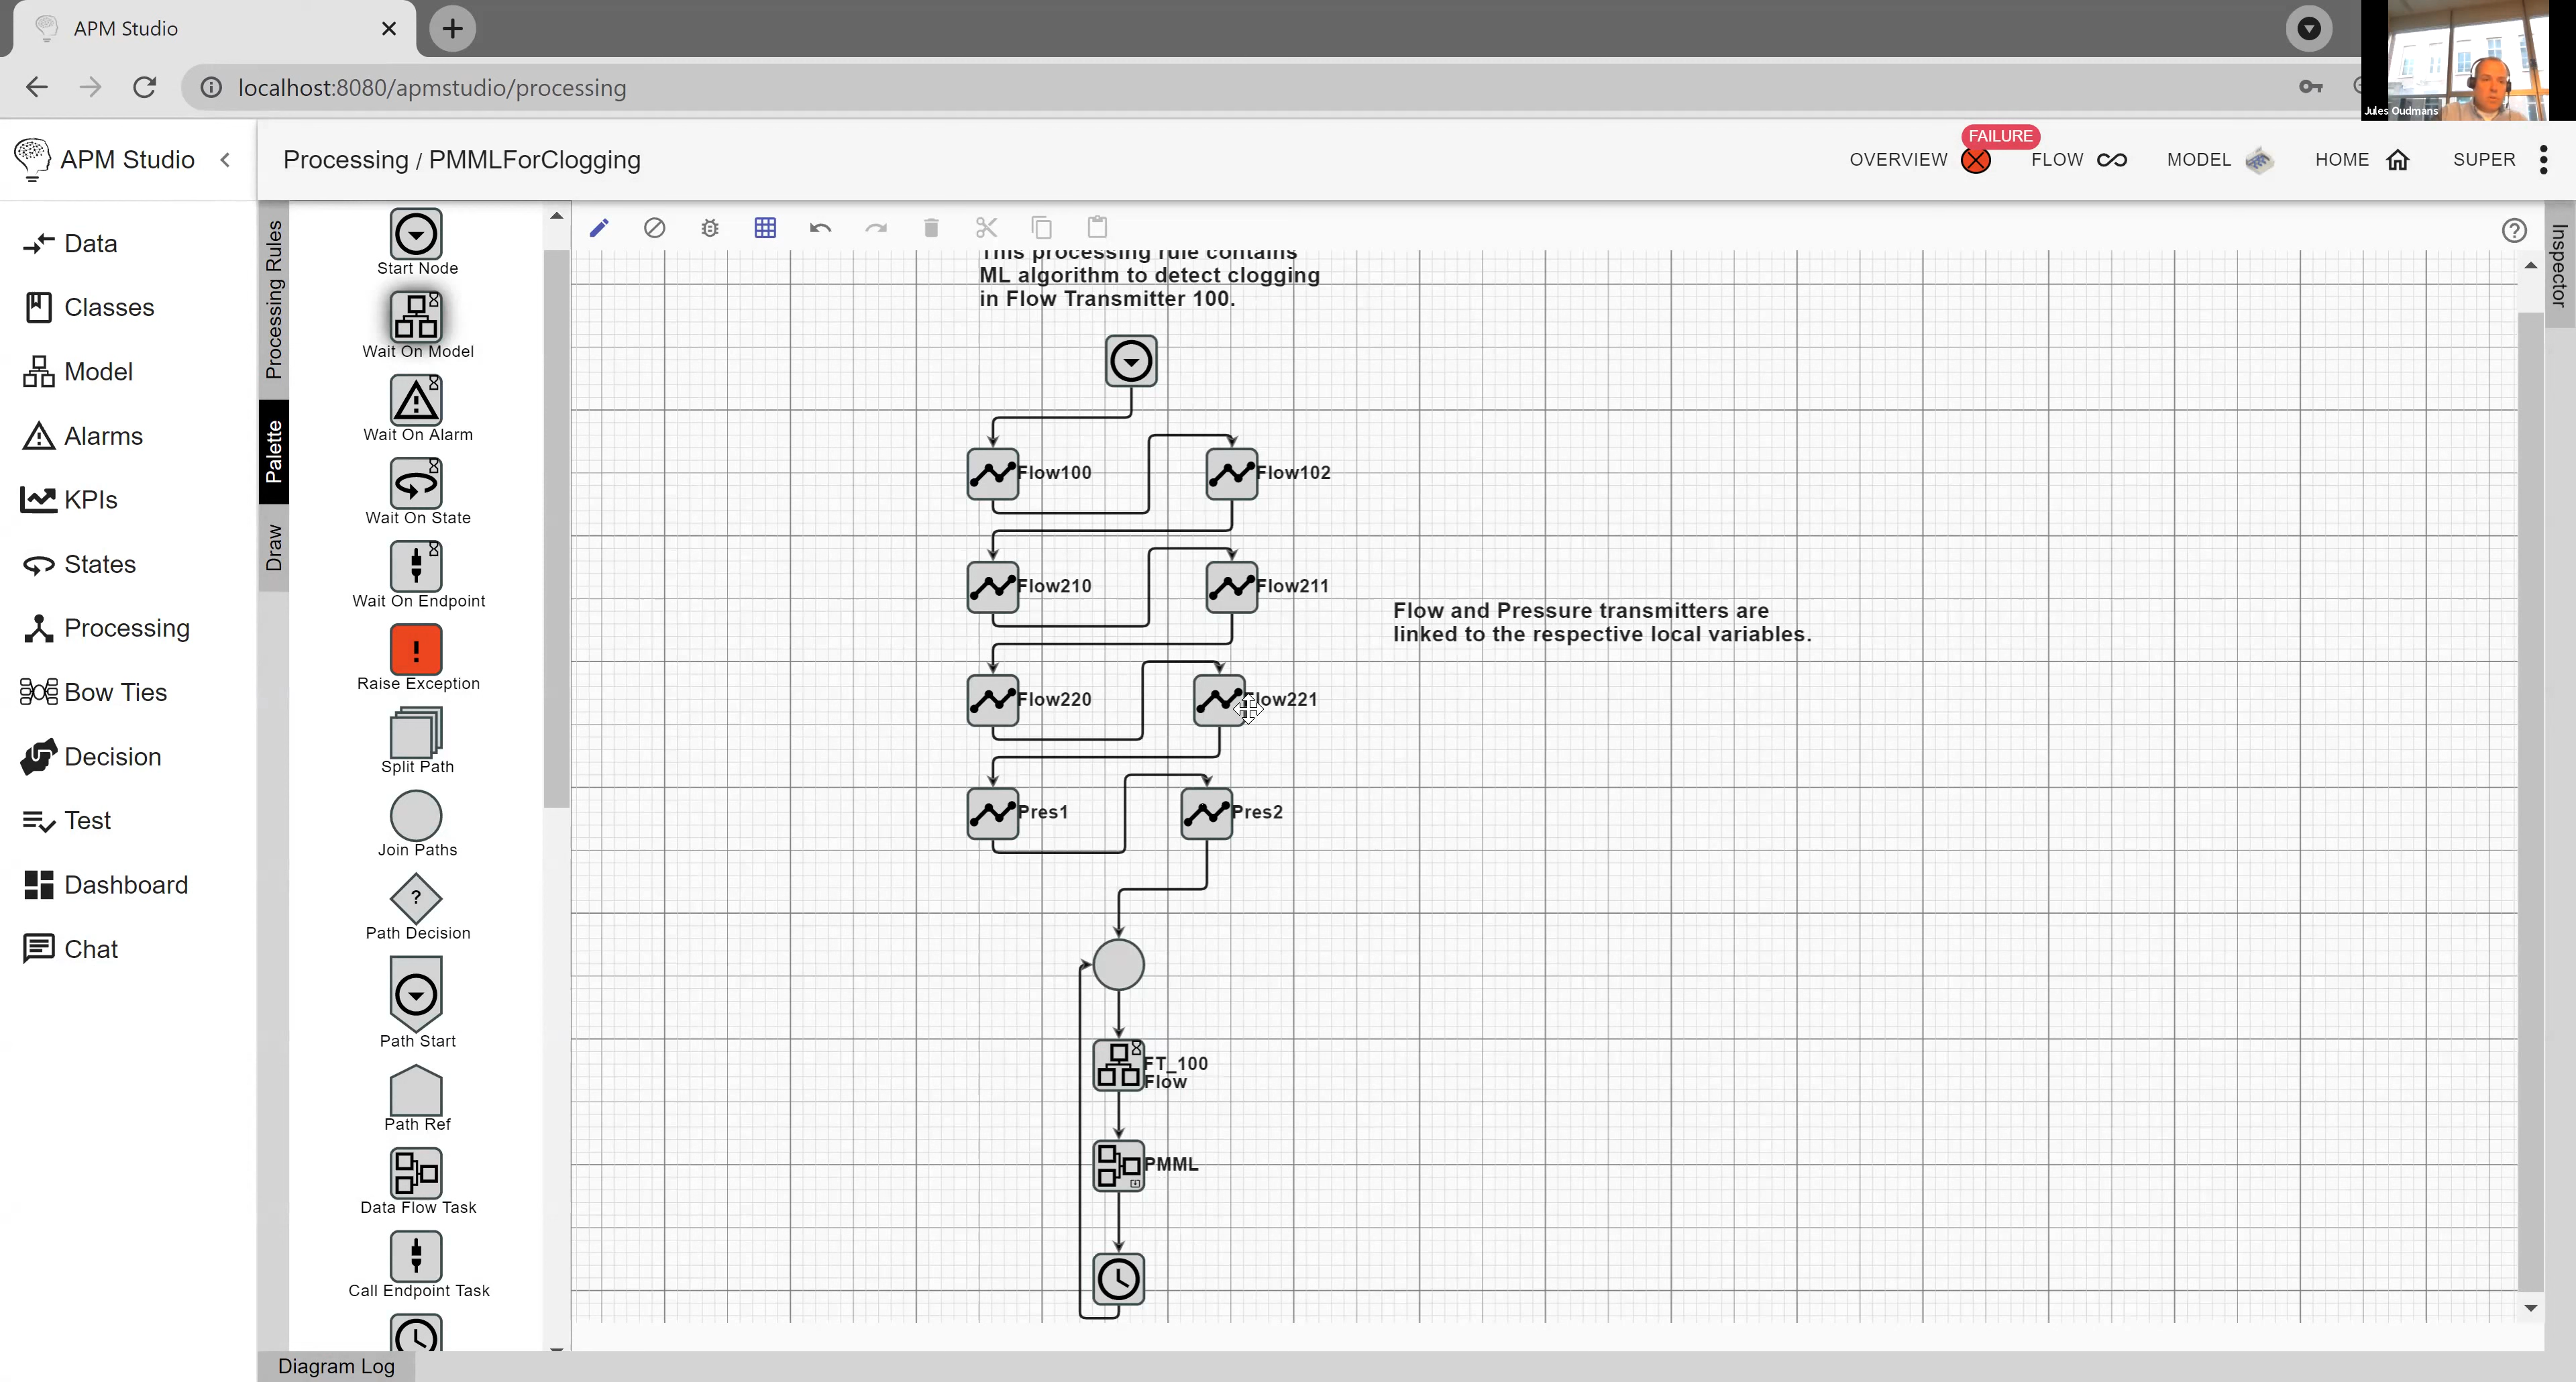 APM Studio
localhost:8080/apmstudio/processing
Jules Oudmans
APM Studio
Processing / PMMLForClogging
OVERVIEW
FAILURE
FLOW
MODEL
HOME
SUPER
Data
Classes
Model
Alarms
KPIs
States
Processing
Bow Ties
Decision
Test
Dashboard
Chat
Processing Rules
Palette
Draw
Start Node
Wait On Model
Wait On Alarm
Wait On State
Wait On Endpoint
Raise Exception
Split Path
Join Paths
Path Decision
Path Start
Path Ref
Data Flow Task
Call Endpoint Task
This processing rule contains
ML algorithm to detect clogging
in Flow Transmitter 100.
Flow100
Flow102
Flow210
Flow211
Flow and Pressure transmitters are
linked to the respective local variables.
Flow220
Flow221
Pres1
Pres2
FT_100
Flow
PMML
Inspector
Diagram Log